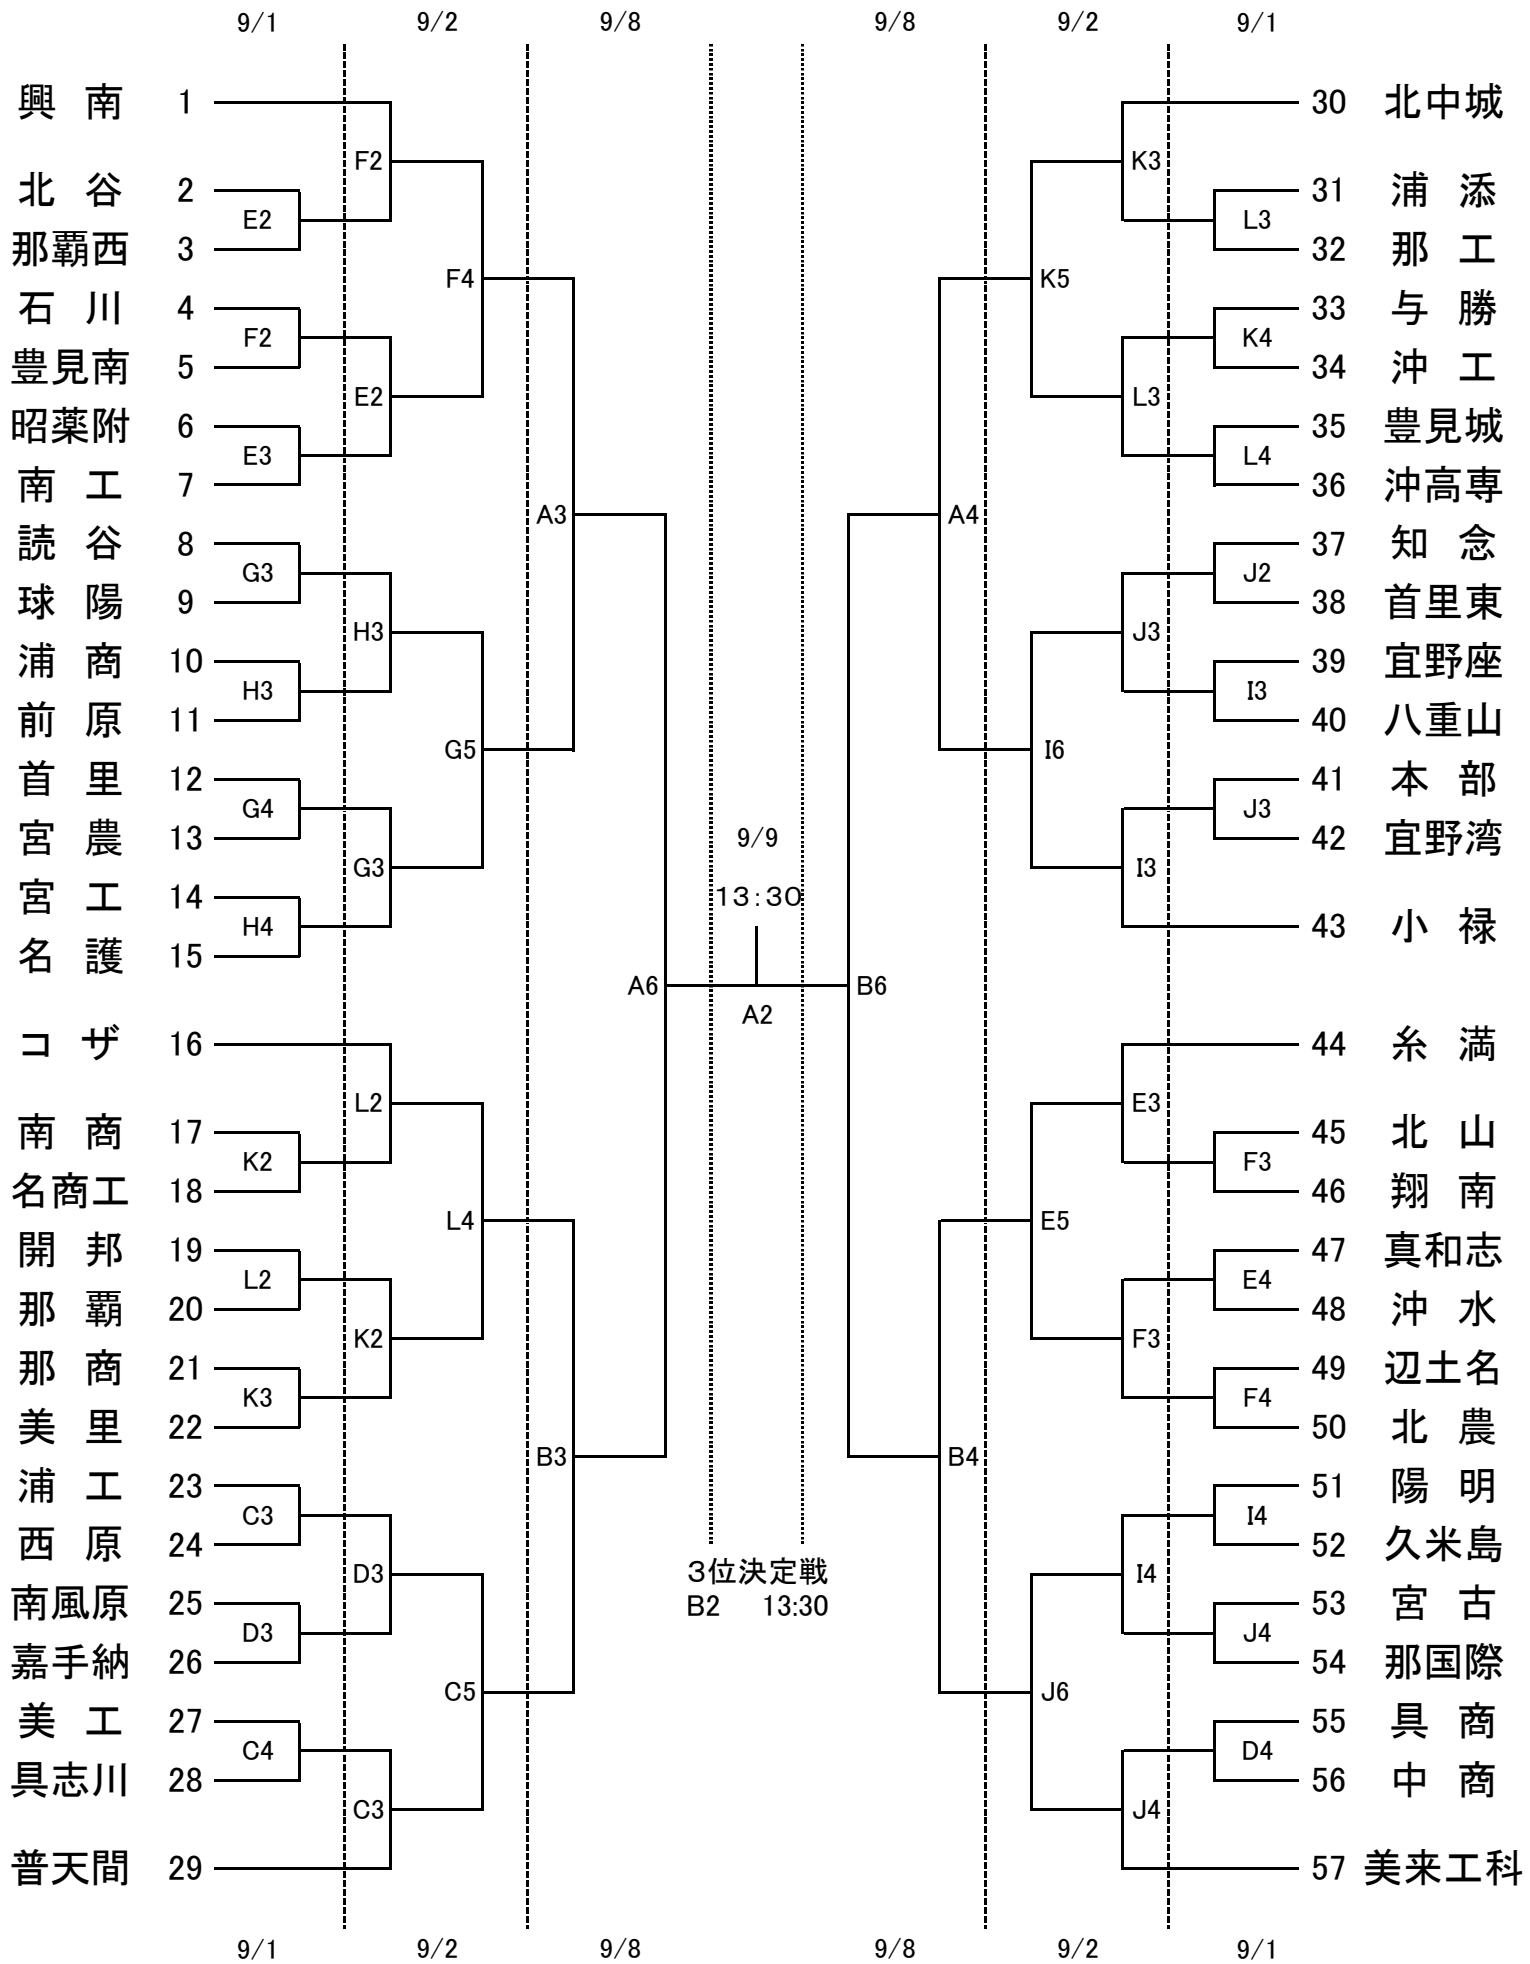 9/1 9/2 9/8 9/8 9/2 9/1
興 南 1 30 北中城
F2 K3
北 谷 2 31 浦 添
E2 L3
那覇西 3 32 那 工
F4 K5
石 川 4 33 与 勝
F2 K4
豊見南 5 34 沖 工
E2 L3
昭薬附 6 35 豊見城
E3 L4
南 工 7 36 沖高専
A3 A4
読 谷 8 37 知 念
G3 J2
球 陽 9 38 首里東
H3 J3
浦 商 10 39 宜野座
H3 I3
前 原 11 40 八重山
G5 I6
首 里 12 41 本 部
G4 J3
宮 農 13 9/9 42 宜野湾
G3 I3
宮 工 14 13:30
H4 43 小 禄
名 護 15
A6 B6
A2
コ ザ 16 44 糸 満
L2 E3
南 商 17 45 北 山
K2 F3
名商工 18 46 翔 南
L4 E5
開 邦 19 47 真和志
L2 E4
那 覇 20 48 沖 水
K2 F3
那 商 21 49 辺土名
K3 F4
美 里 22 50 北 農
B3 B4
浦 工 23 51 陽 明
C3 I4
西 原 24 52 久米島
D3 3位決定戦 I4
南風原 25 B2 13:30 53 宮 古
D3 J4
嘉手納 26 54 那国際
C5 J6
美 工 27 55 具 商
C4 D4
具志川 28 56 中 商
C3 J4
普天間 29 57 美来工科
9/1 9/2 9/8 9/8 9/2 9/1